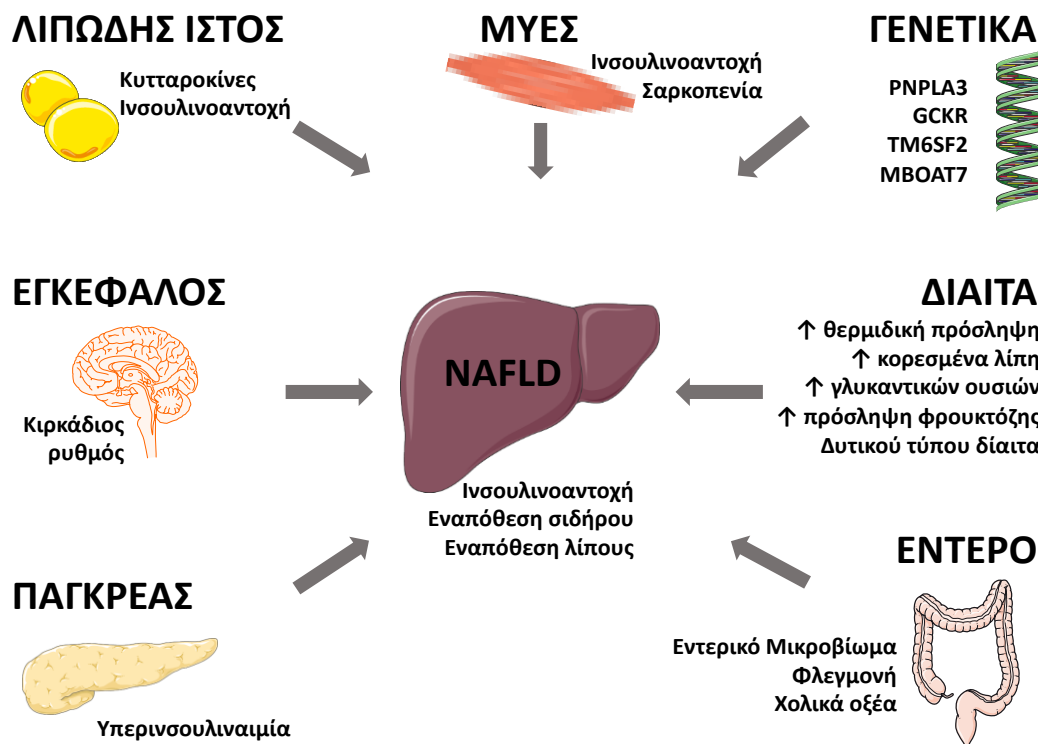 ΛΙΠΩΔΗΣ ΙΣΤΟΣ
Κυτταροκίνες
Ινσουλινοαντοχή
ΜΥΕΣ
Ινσουλινοαντοχή
Σαρκοπενία
ΓΕΝΕΤΙΚΑ
PNPLA3
GCKR
TM6SF2
MBOAT7
ΕΓΚΕΦΑΛΟΣ
Κιρκάδιος
ρυθμός
NAFLD
Ινσουλινοαντοχή
Εναπόθεση σιδήρου
Εναπόθεση λίπους
ΔΙΑΙΤΑ
↑ θερμιδική πρόσληψη
↑ κορεσμένα λίπη
↑ γλυκαντικών ουσιών
↑ πρόσληψη φρουκτόζης
Δυτικού τύπου δίαιτα
ΠΑΓΚΡΕΑΣ
Υπερινσουλιναιμία
ΕΝΤΕΡΟ
Εντερικό Μικροβίωμα
Φλεγμονή
Χολικά οξέα